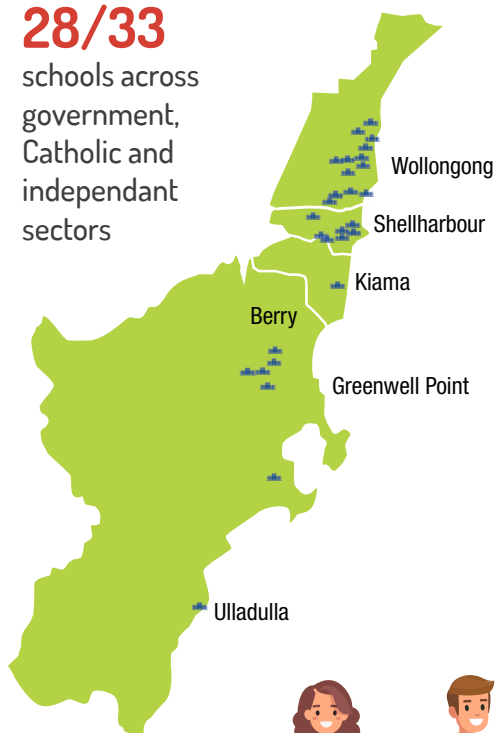 28/33
schools across
government,
Catholic and
independant
sectors
Wollongong
Shellharbour
Kiama
Berry
Greenwell Point
Ulladulla